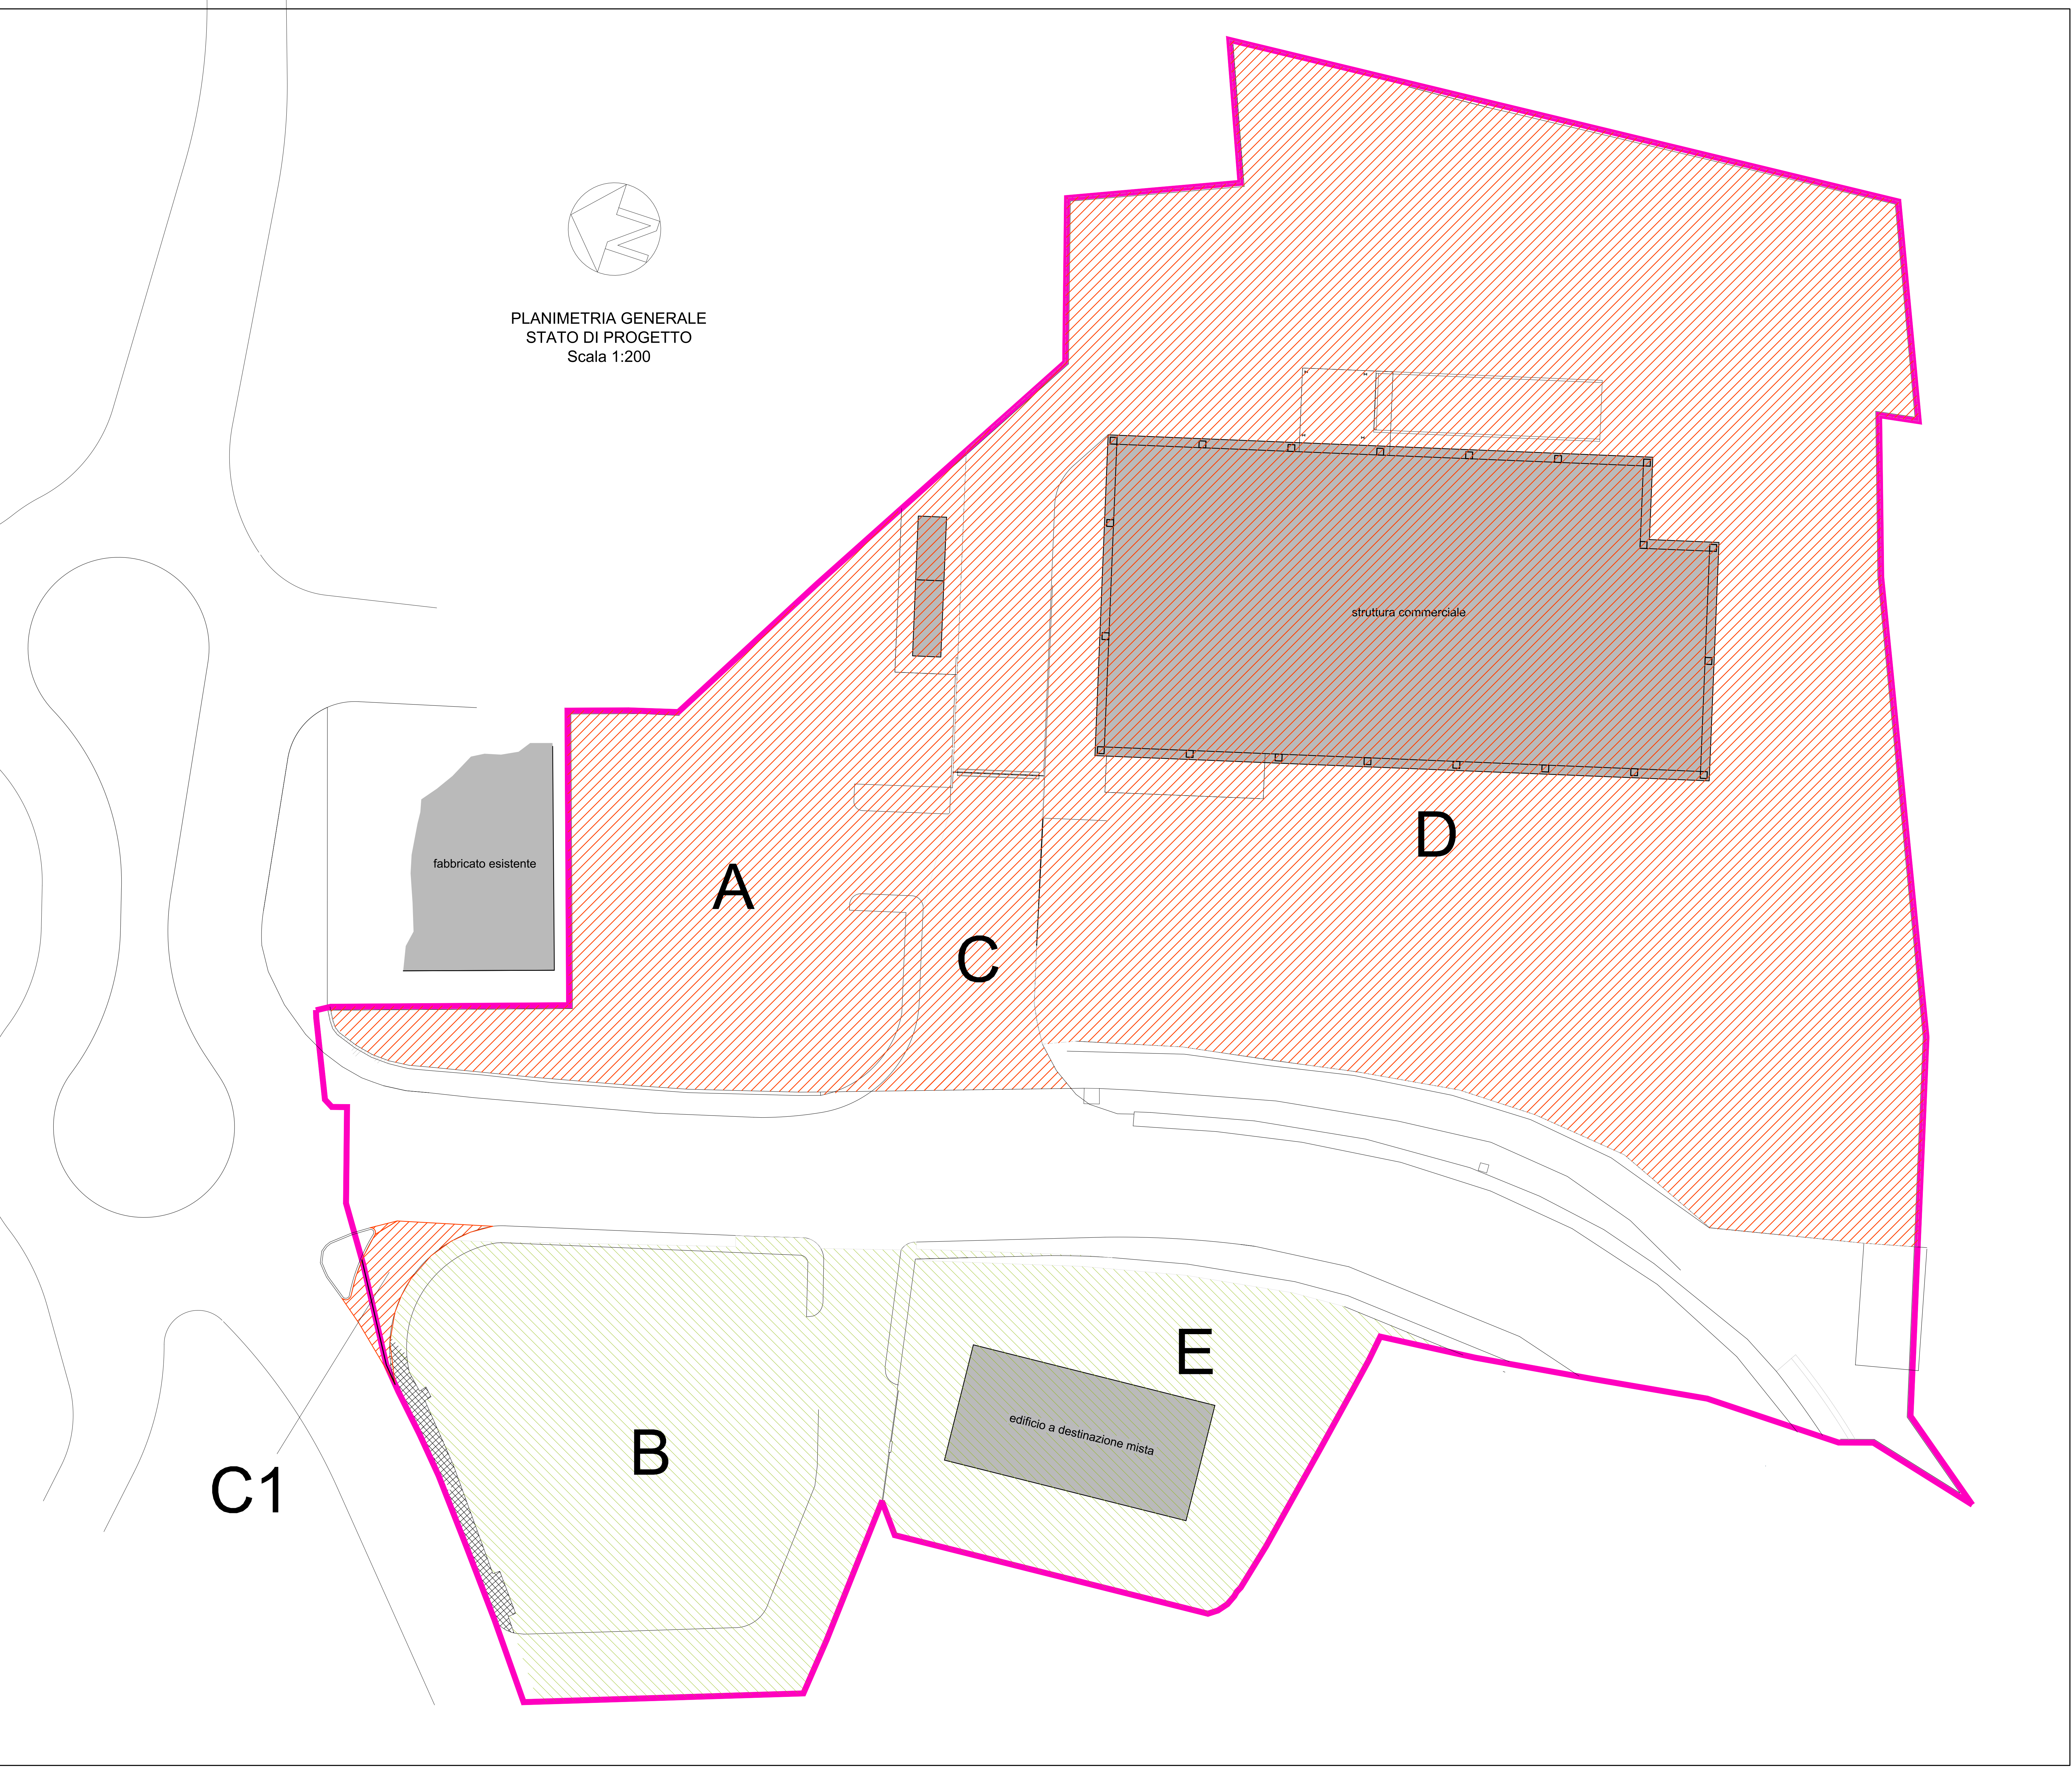 PLANIMETRIA GENERALE
STATO DI PROGETTO
Scala 1:200
struttura commerciale
D
fabbricato esistente
A
C
E
edificio a destinazione mista
B
C1